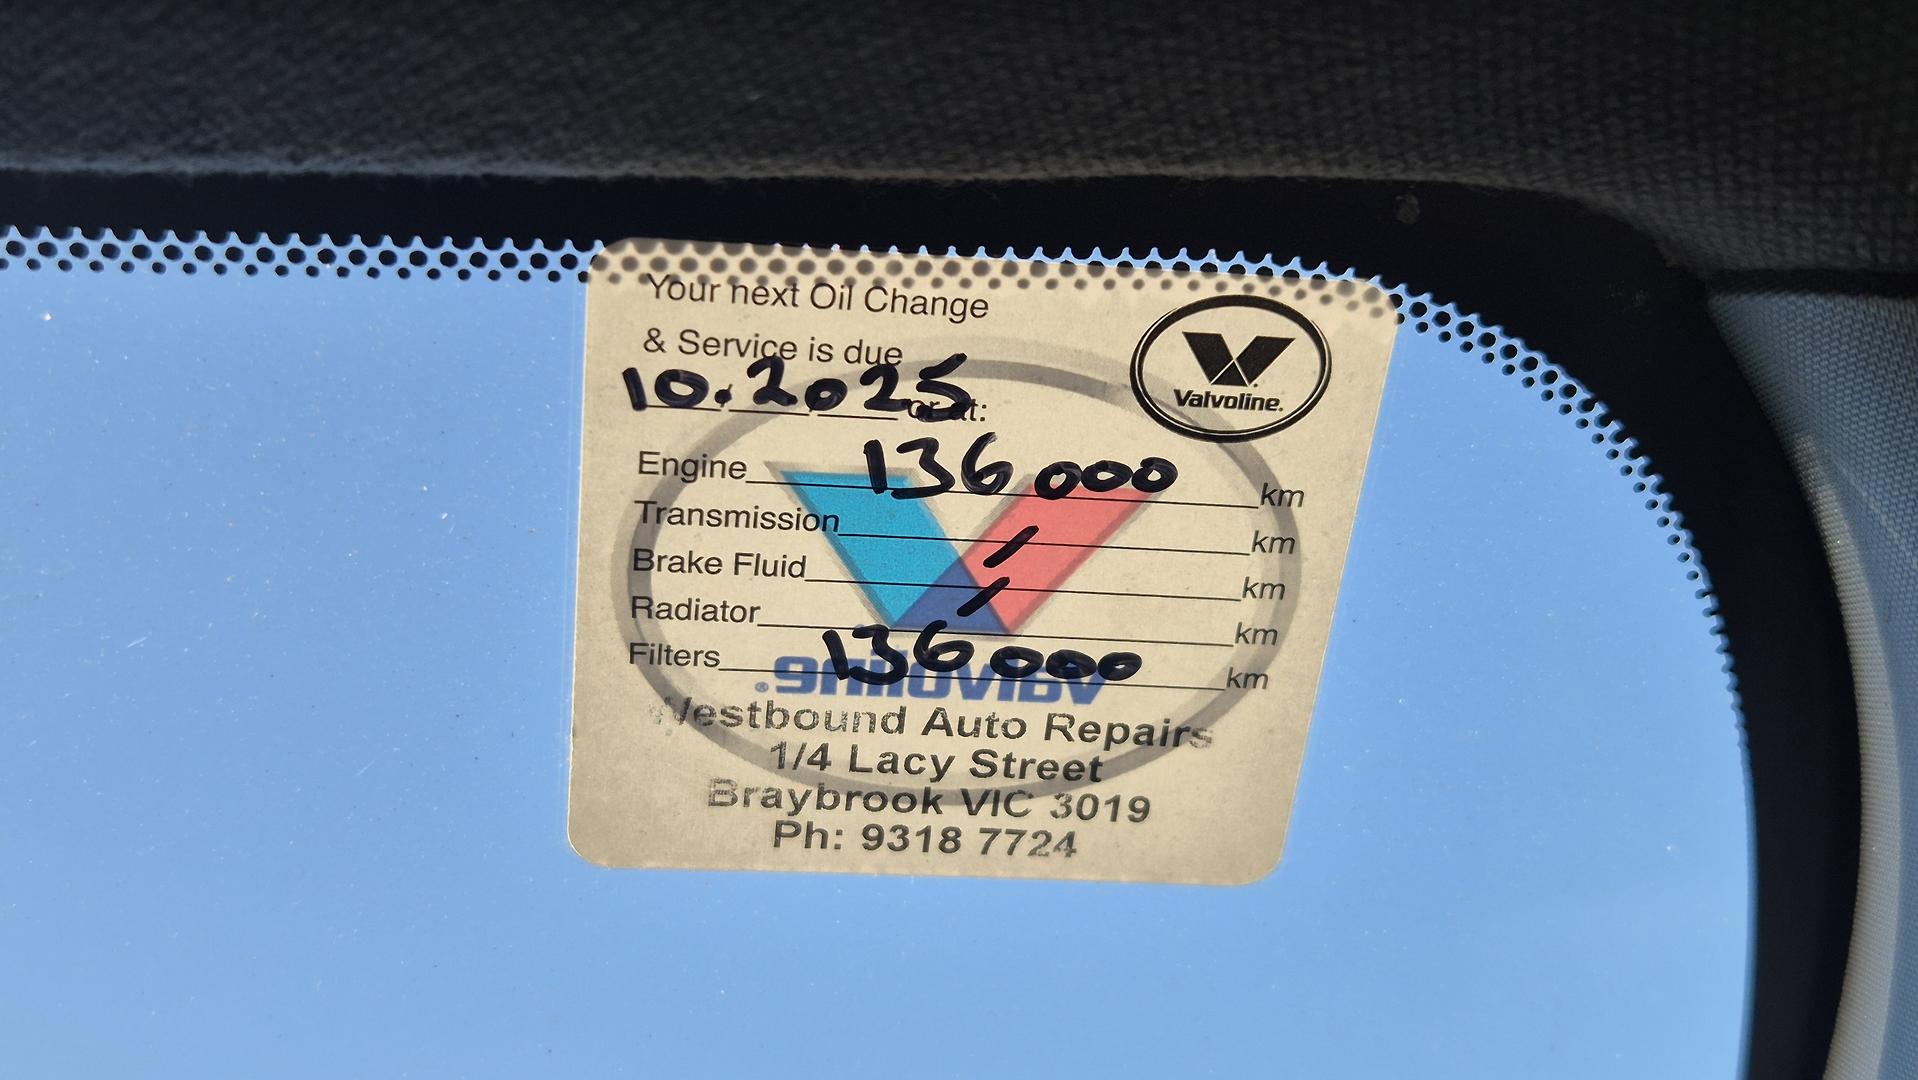 Your next Oil Change
& Service is due
10.2025 or at:
Valvoline.
Engine 136000 km
Transmission km
Brake Fluid / km
Radiator / km
Filters 136000 km
Valvoline®
Westbound Auto Repairs
1/4 Lacy Street
Braybrook VIC 3019
Ph: 9318 7724